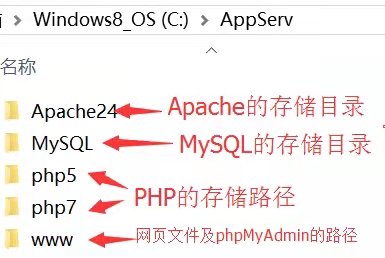 Windows8_OS (C:) › AppServ
名称
Apache24 Apache的存储目录
MySQL MySQL的存储目录
php5
PHP的存储路径
php7
www 网页文件及phpMyAdmin的路径